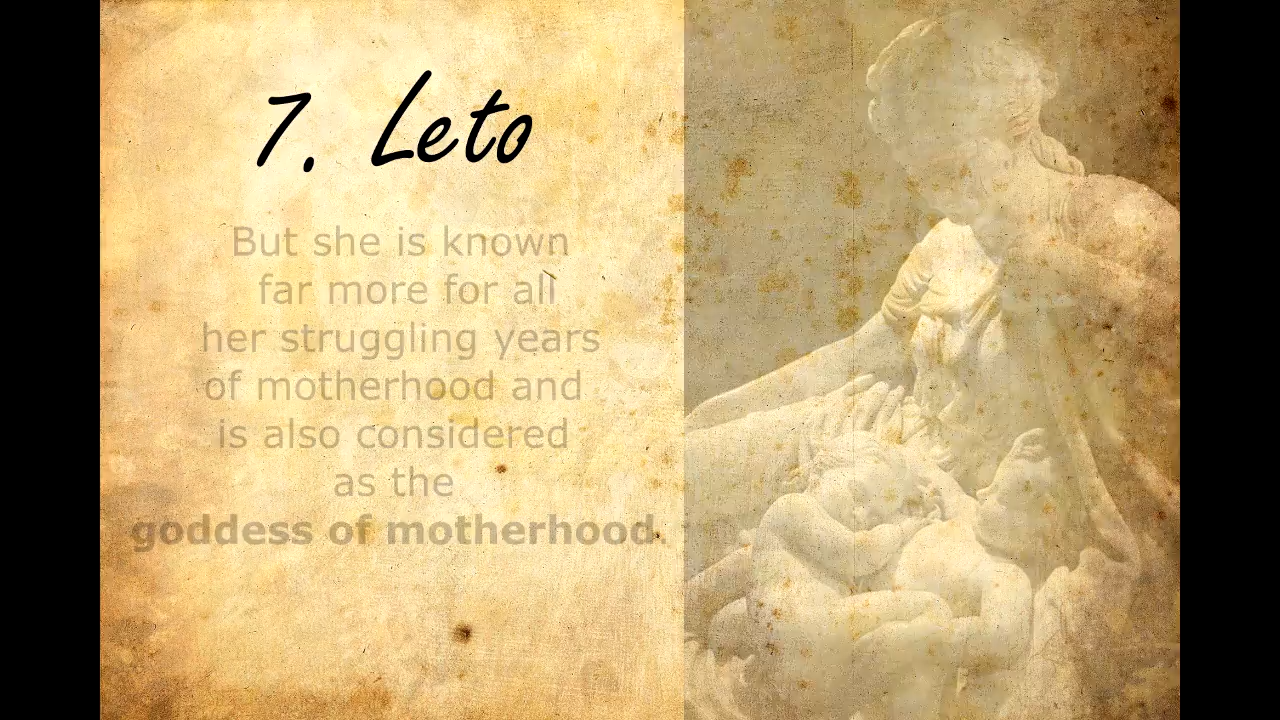 7. Leto
But she is known
far more for all
her struggling years
of motherhood and
is also considered
as the
goddess of motherhood.